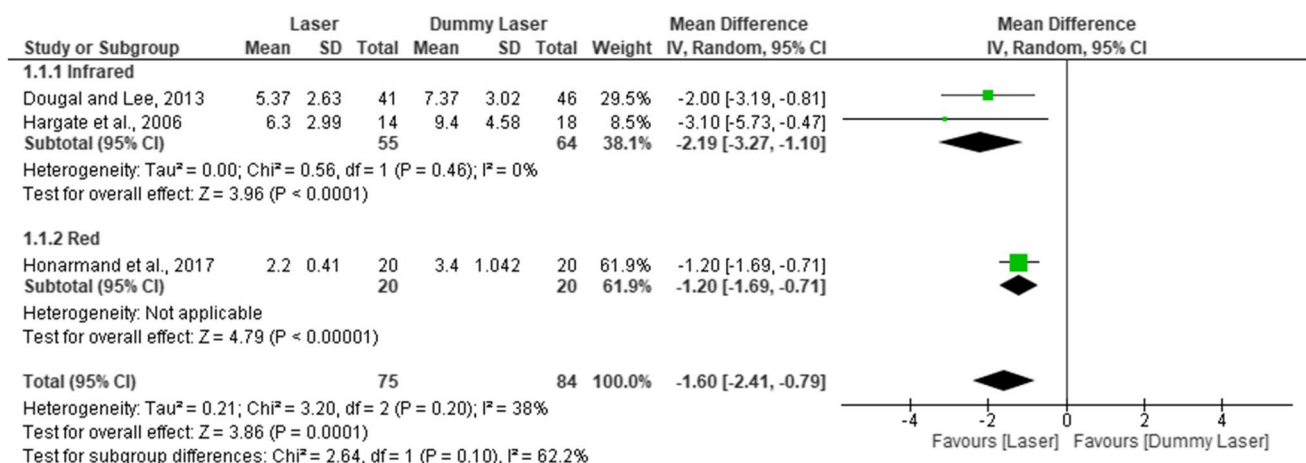 Laser Dummy Laser Mean Difference Mean Difference
Study or Subgroup Mean SD Total Mean SD Total Weight IV, Random, 95% CI IV, Random, 95% CI
1.1.1 Infrared
Dougal and Lee, 2013 5.37 2.63 41 7.37 3.02 46 29.5% -2.00 [-3.19, -0.81]
Hargate et al., 2006 6.3 2.99 14 9.4 4.58 18 8.5% -3.10 [-5.73, -0.47]
Subtotal (95% CI) 55 64 38.1% -2.19 [-3.27, -1.10]
Heterogeneity: Tau² = 0.00; Chi² = 0.56, df = 1 (P = 0.46); I² = 0%
Test for overall effect: Z = 3.96 (P < 0.0001)
1.1.2 Red
Honarmand et al., 2017 2.2 0.41 20 3.4 1.042 20 61.9% -1.20 [-1.69, -0.71]
Subtotal (95% CI) 20 20 61.9% -1.20 [-1.69, -0.71]
Heterogeneity: Not applicable
Test for overall effect: Z = 4.79 (P < 0.00001)
Total (95% CI) 75 84 100.0% -1.60 [-2.41, -0.79]
Heterogeneity: Tau² = 0.21; Chi² = 3.20, df = 2 (P = 0.20); I² = 38%
Test for overall effect: Z = 3.86 (P = 0.0001)
Test for subgroup differences: Chi² = 2.64, df = 1 (P = 0.10), I² = 62.2%
-4 -2 0 2 4
Favours [Laser] Favours [Dummy Laser]